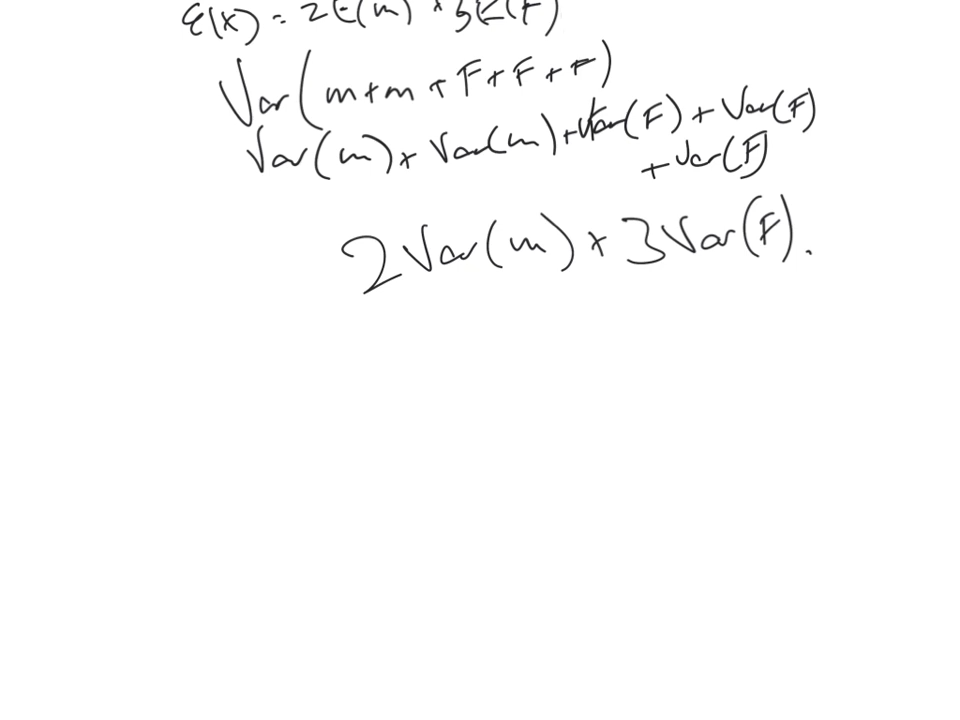 E(X) = 2E(m) + 3E(F)
Var(m+m+F+F+F)
Var(m)+Var(m)+Var(F)+Var(F)
+Var(F)
2Var(m)+3Var(F).